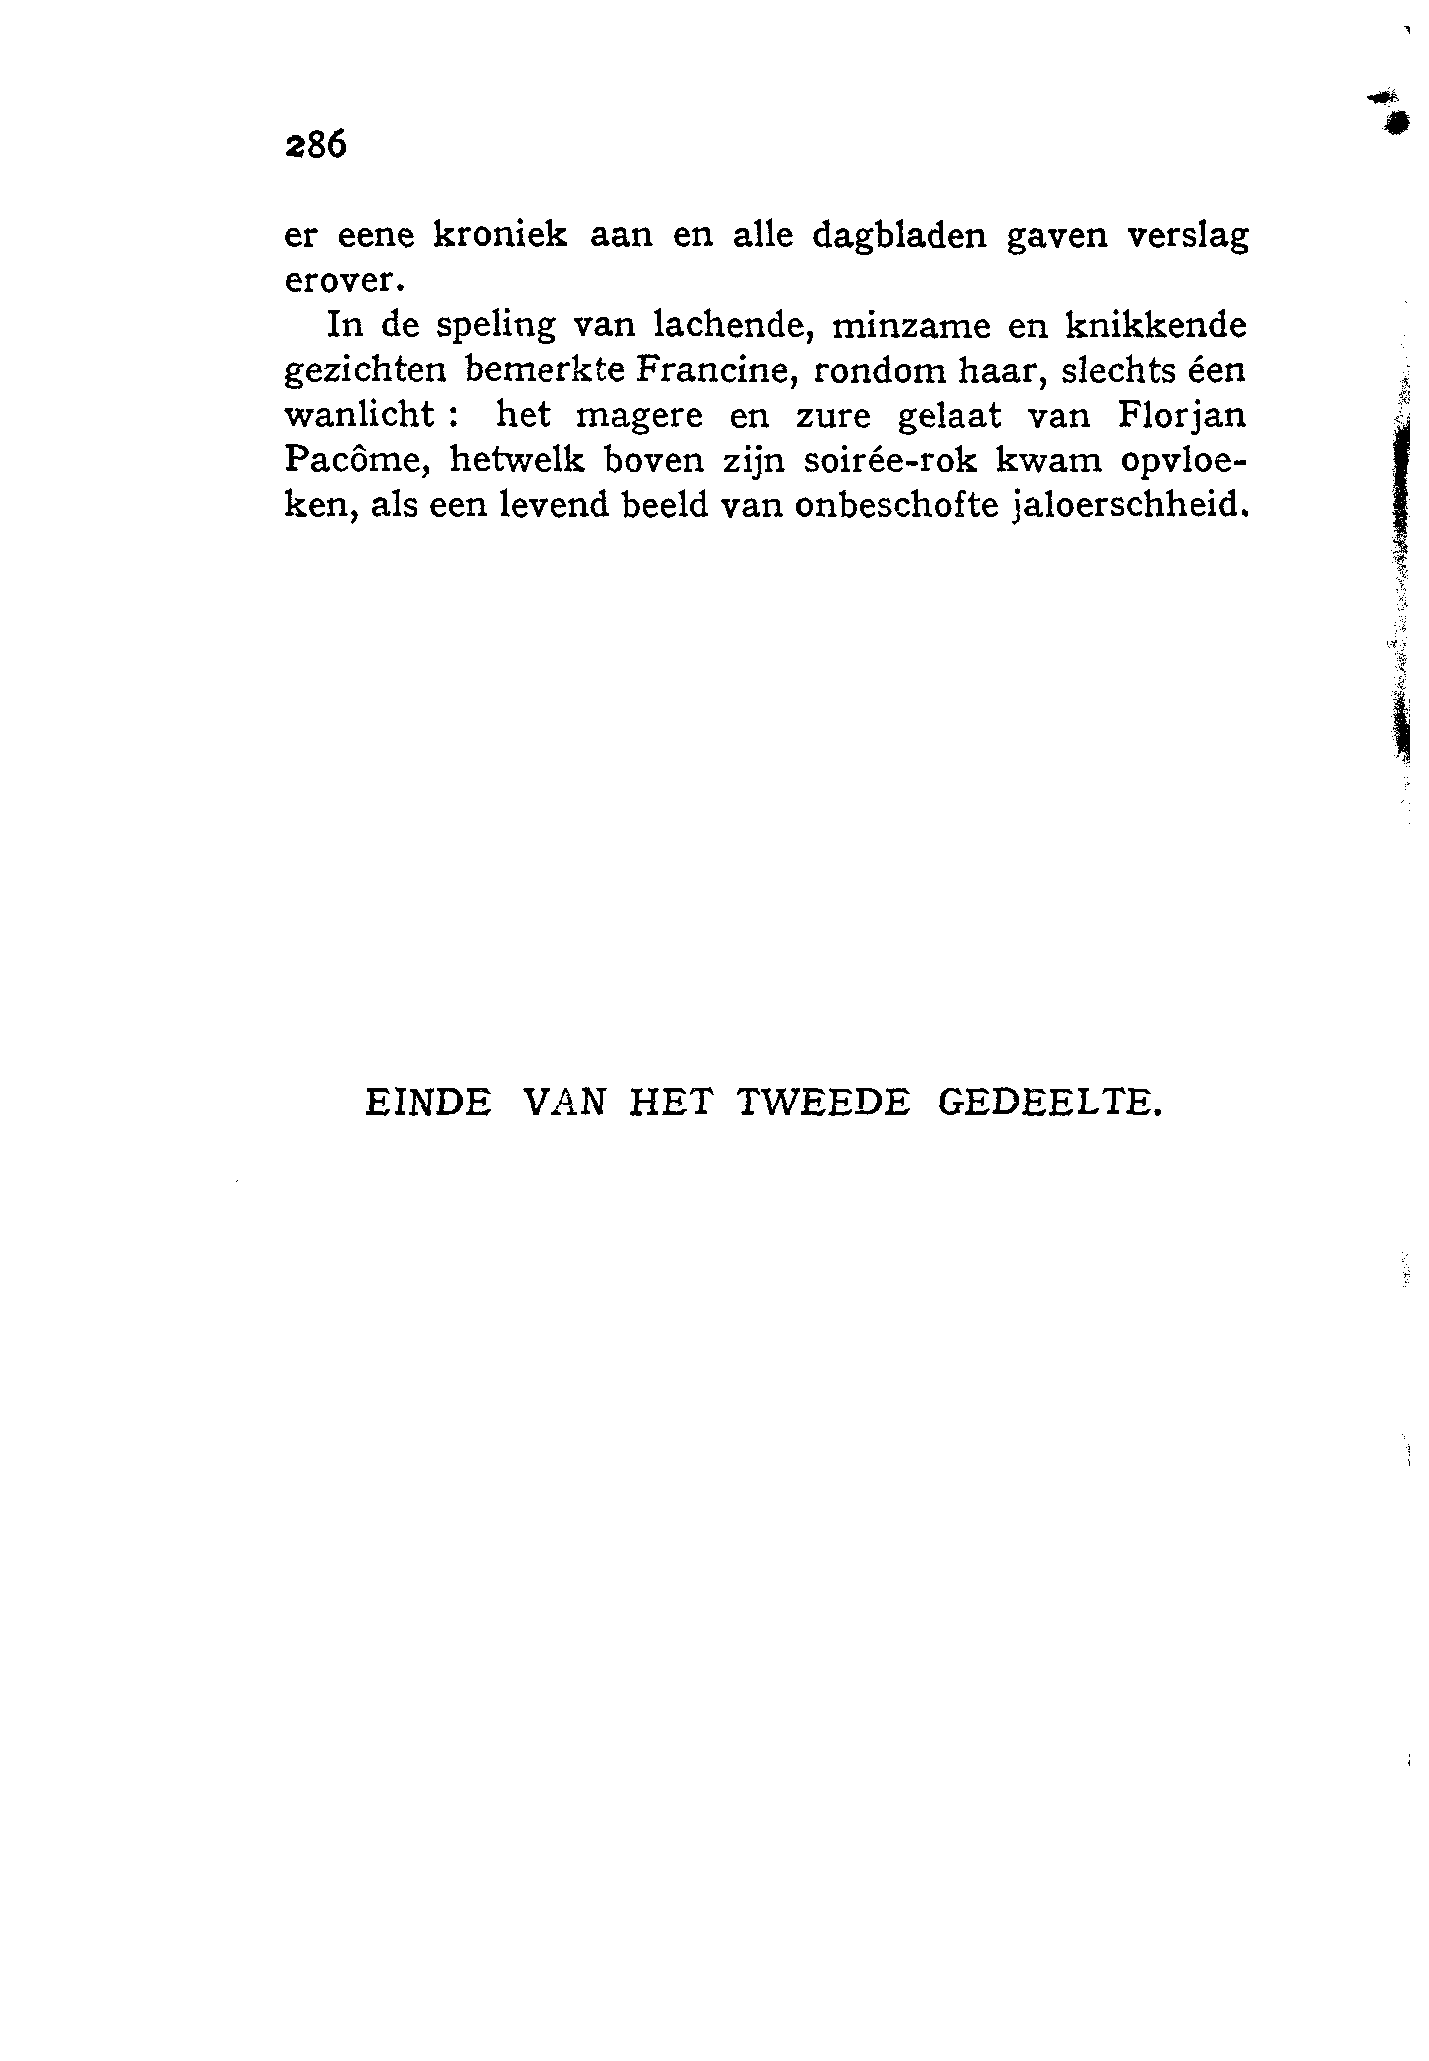 286
er eene kroniek aan en alle dagbladen gaven verslag
erover.
In de speling van lachende, minzame en knikkende
gezichten bemerkte Francine, rondom haar, slechts éen
wanlicht : het magere en zure gelaat van Florjan
Pacôme, hetwelk boven zijn soirée-rok kwam opvloe-
ken, als een levend beeld van onbeschofte jaloerschheid.
EINDE VAN HET TWEEDE GEDEELTE.